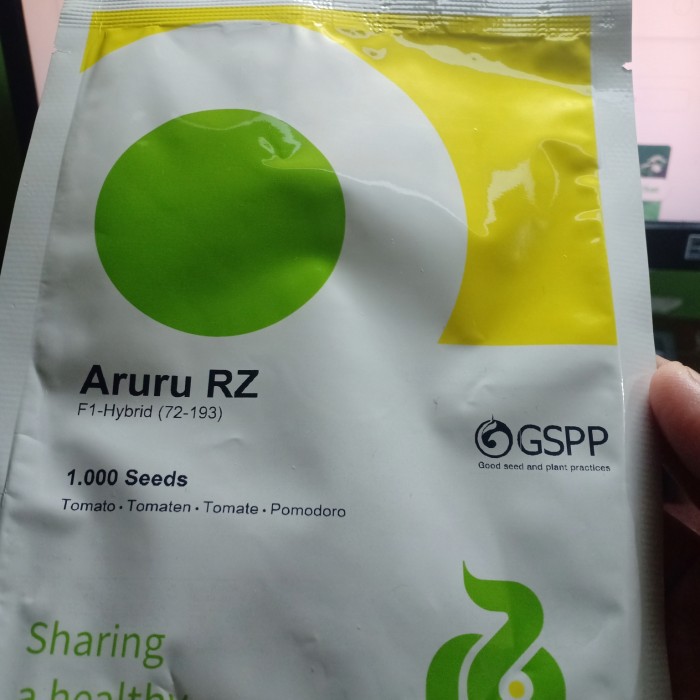 Aruru RZ
F1-Hybrid (72-193)
GSPP
Good seed and plant practices
1.000 Seeds
Tomato • Tomaten • Tomate • Pomodoro
Sharing
a healthy